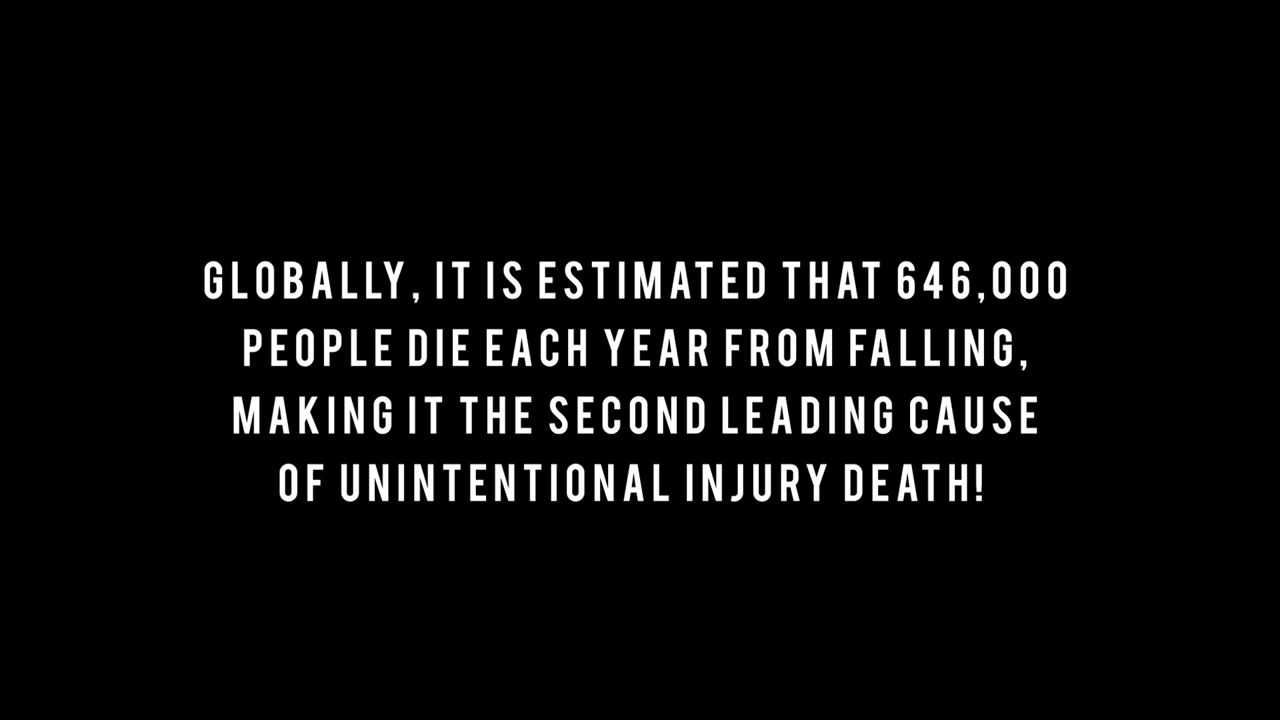 GLOBALLY, IT IS ESTIMATED THAT 646,000
PEOPLE DIE EACH YEAR FROM FALLING,
MAKING IT THE SECOND LEADING CAUSE
OF UNINTENTIONAL INJURY DEATH!